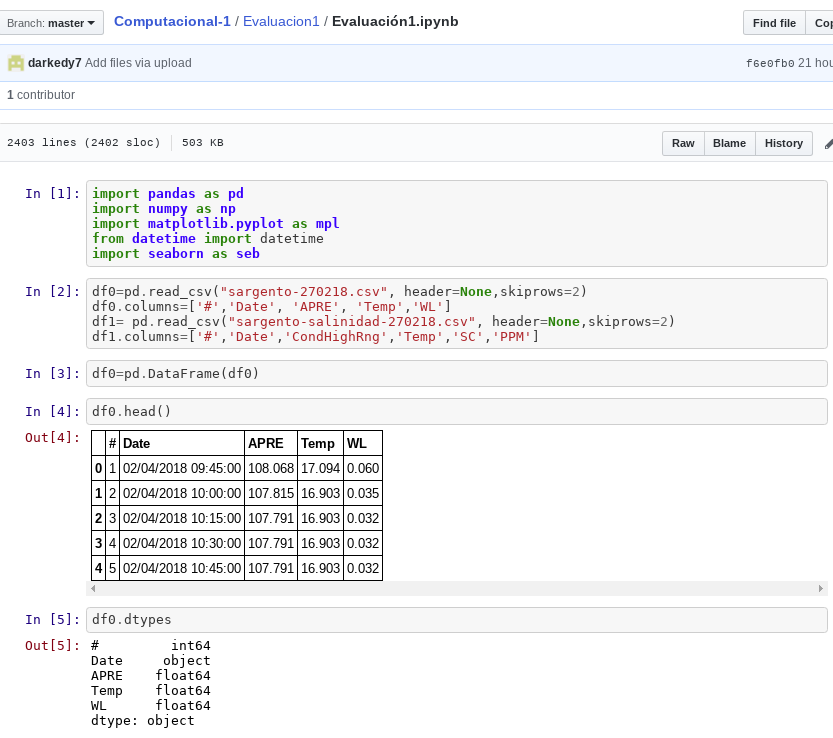 Branch: master Computacional-1 / Evaluacion1 / Evaluación1.ipynb Find file
darkedy7 Add files via upload f6e0fb0 21
1 contributor
2403 lines (2402 sloc) 503 KB Raw Blame History
In [1]: import pandas as pd
import numpy as np
import matplotlib.pyplot as mpl
from datetime import datetime
import seaborn as seb
In [2]: df0=pd.read_csv("sargento-270218.csv", header=None,skiprows=2)
df0.columns=['#','Date', 'APRE', 'Temp','WL']
df1= pd.read_csv("sargento-salinidad-270218.csv", header=None,skiprows=2)
df1.columns=['#','Date','CondHighRng','Temp','SC','PPM']
In [3]: df0=pd.DataFrame(df0)
In [4]: df0.head()
Out[4]:
# Date APRE Temp WL
0 1 02/04/2018 09:45:00 108.068 17.094 0.060
1 2 02/04/2018 10:00:00 107.815 16.903 0.035
2 3 02/04/2018 10:15:00 107.791 16.903 0.032
3 4 02/04/2018 10:30:00 107.791 16.903 0.032
4 5 02/04/2018 10:45:00 107.791 16.903 0.032
In [5]: df0.dtypes
Out[5]: # int64
Date object
APRE float64
Temp float64
WL float64
dtype: object